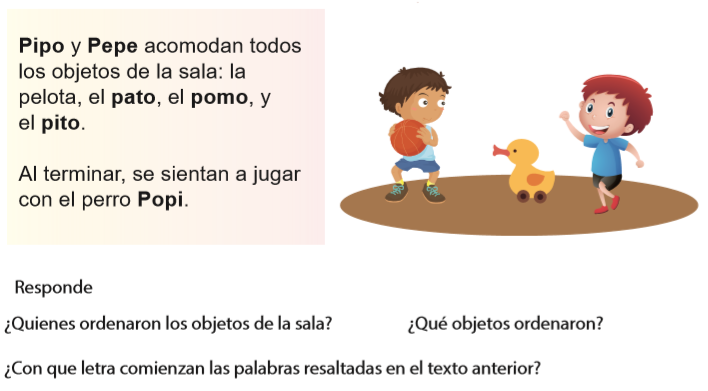 Pipo y Pepe acomodan todos
los objetos de la sala: la
pelota, el pato, el pomo, y
el pito.
Al terminar, se sientan a jugar
con el perro Popi.
Responde
¿Quienes ordenaron los objetos de la sala? ¿Qué objetos ordenaron?
¿Con que letra comienzan las palabras resaltadas en el texto anterior?